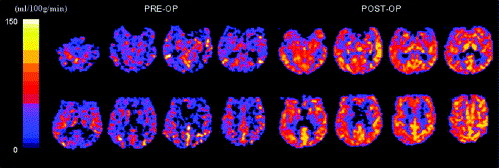 (ml/100g/min)
PRE-OP
POST-OP
150
0